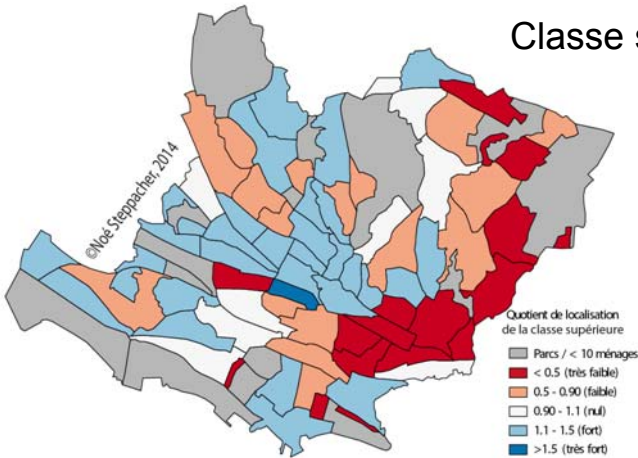 Classe s
©Noé Steppacher, 2014
Quotient de localisation
de la classe supérieure
Parcs / < 10 ménages
< 0.5 (très faible)
0.5 - 0.90 (faible)
0.90 - 1.1 (nul)
1.1 - 1.5 (fort)
>1.5 (très fort)